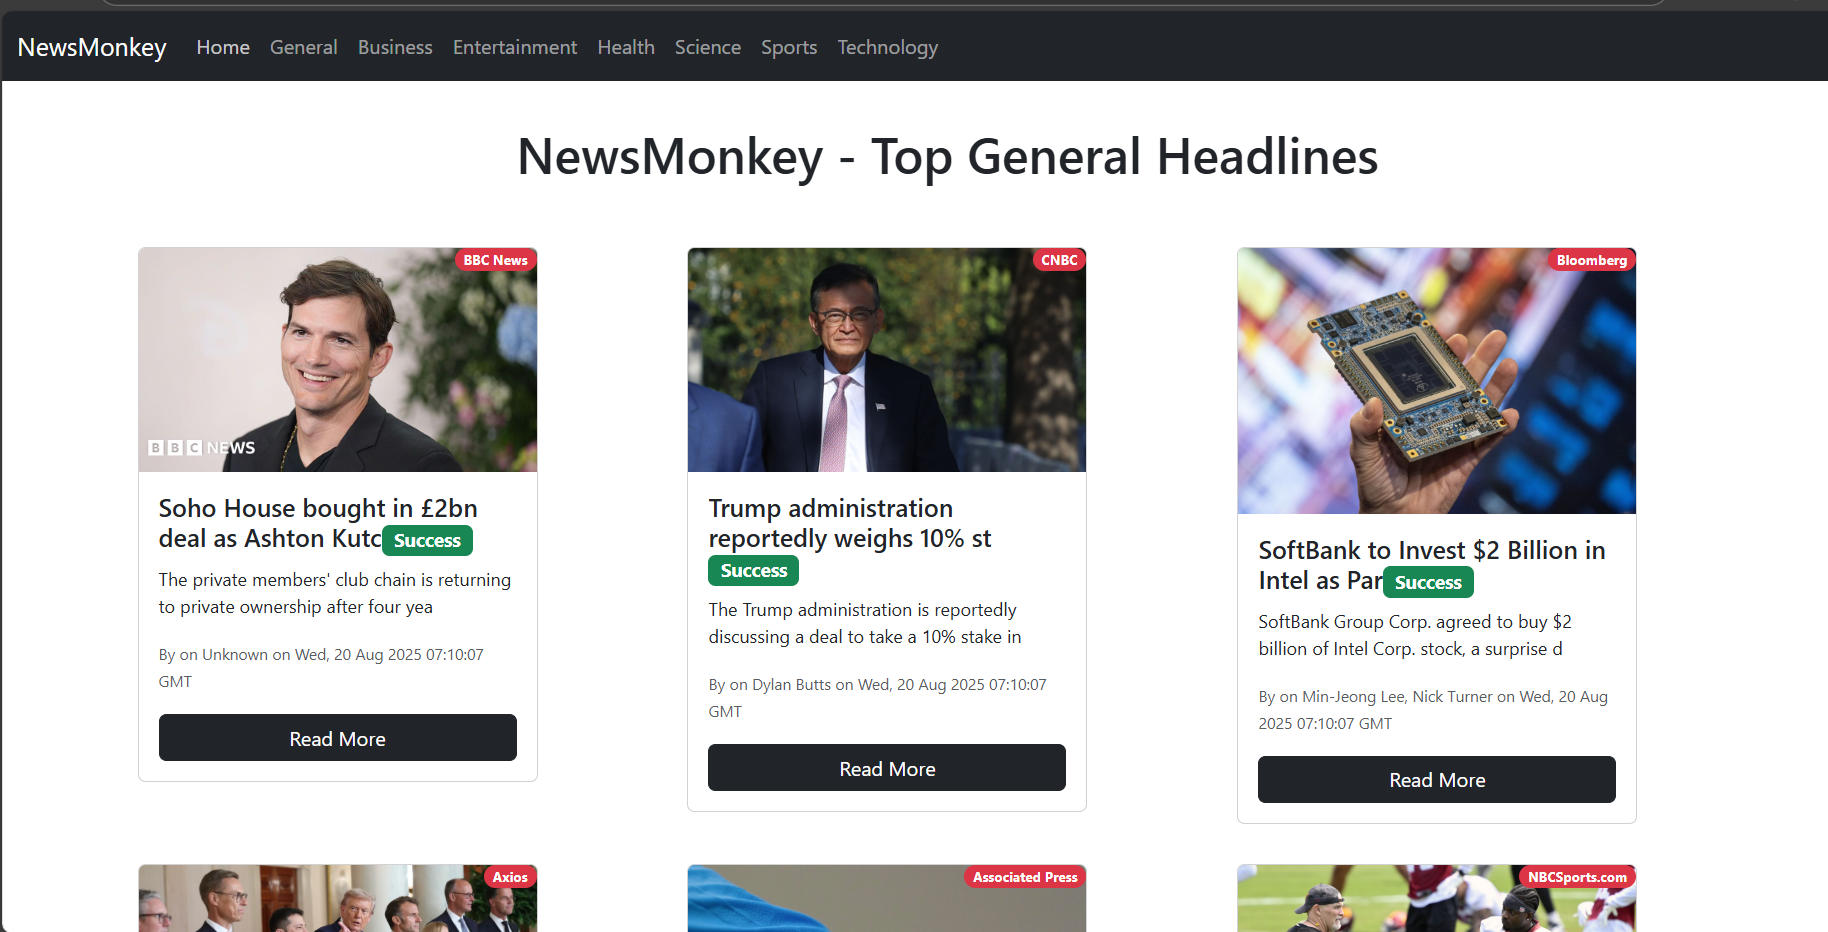 NewsMonkey Home General Business Entertainment Health Science Sports Technology
NewsMonkey - Top General Headlines
BBC News
BBC NEWS
Soho House bought in £2bn
deal as Ashton Kutc Success
The private members' club chain is returning
to private ownership after four yea
By on Unknown on Wed, 20 Aug 2025 07:10:07
GMT
Read More
CNBC
Trump administration
reportedly weighs 10% st
Success
The Trump administration is reportedly
discussing a deal to take a 10% stake in
By on Dylan Butts on Wed, 20 Aug 2025 07:10:07
GMT
Read More
Bloomberg
SoftBank to Invest $2 Billion in
Intel as Par Success
SoftBank Group Corp. agreed to buy $2
billion of Intel Corp. stock, a surprise d
By on Min-Jeong Lee, Nick Turner on Wed, 20 Aug
2025 07:10:07 GMT
Read More
Axios
Associated Press
NBCSports.com